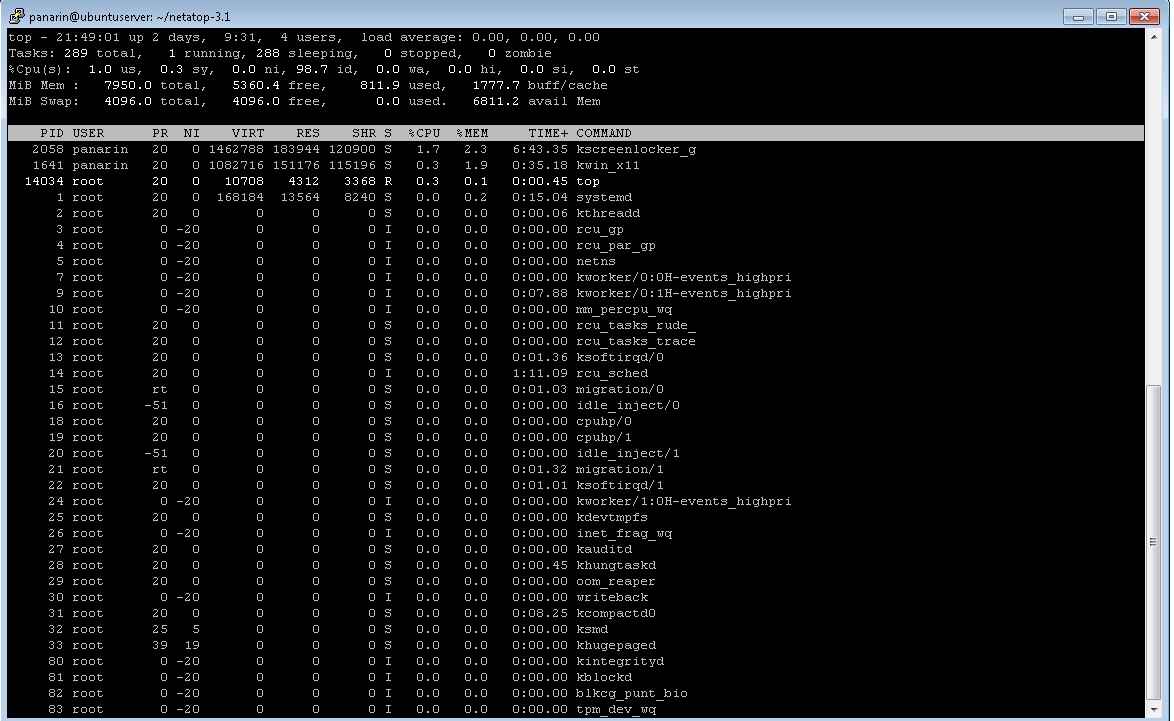 panarin@ubuntuserver: ~/netatop-3.1
top - 21:49:01 up 2 days,  9:31,  4 users,  load average: 0.00, 0.00, 0.00
Tasks: 289 total,   1 running, 288 sleeping,   0 stopped,   0 zombie
%Cpu(s):  1.0 us,  0.3 sy,  0.0 ni, 98.7 id,  0.0 wa,  0.0 hi,  0.0 si,  0.0 st
MiB Mem :   7950.0 total,   5360.4 free,    811.9 used,   1777.7 buff/cache
MiB Swap:   4096.0 total,   4096.0 free,      0.0 used.   6811.2 avail Mem
PID USER      PR  NI    VIRT    RES    SHR S  %CPU  %MEM     TIME+ COMMAND
2058 panarin   20   0 1462788 183944 120900 S   1.7   2.3   6:43.35 kscreenlocker_g
1641 panarin   20   0 1082716 151176 115196 S   0.3   1.9   0:35.18 kwin_x11
14034 root      20   0   10708   4312   3368 R   0.3   0.1   0:00.45 top
1 root      20   0  168184  13564   8240 S   0.0   0.2   0:15.04 systemd
2 root      20   0       0      0      0 S   0.0   0.0   0:00.06 kthreadd
3 root       0 -20       0      0      0 I   0.0   0.0   0:00.00 rcu_gp
4 root       0 -20       0      0      0 I   0.0   0.0   0:00.00 rcu_par_gp
5 root       0 -20       0      0      0 I   0.0   0.0   0:00.00 netns
7 root       0 -20       0      0      0 I   0.0   0.0   0:00.00 kworker/0:0H-events_highpri
9 root       0 -20       0      0      0 I   0.0   0.0   0:07.88 kworker/0:1H-events_highpri
10 root       0 -20       0      0      0 I   0.0   0.0   0:00.00 mm_percpu_wq
11 root      20   0       0      0      0 S   0.0   0.0   0:00.00 rcu_tasks_rude_
12 root      20   0       0      0      0 S   0.0   0.0   0:00.00 rcu_tasks_trace
13 root      20   0       0      0      0 S   0.0   0.0   0:01.36 ksoftirqd/0
14 root      20   0       0      0      0 I   0.0   0.0   1:11.09 rcu_sched
15 root      rt   0       0      0      0 S   0.0   0.0   0:01.03 migration/0
16 root     -51   0       0      0      0 S   0.0   0.0   0:00.00 idle_inject/0
18 root      20   0       0      0      0 S   0.0   0.0   0:00.00 cpuhp/0
19 root      20   0       0      0      0 S   0.0   0.0   0:00.00 cpuhp/1
20 root     -51   0       0      0      0 S   0.0   0.0   0:00.00 idle_inject/1
21 root      rt   0       0      0      0 S   0.0   0.0   0:01.32 migration/1
22 root      20   0       0      0      0 S   0.0   0.0   0:01.01 ksoftirqd/1
24 root       0 -20       0      0      0 I   0.0   0.0   0:00.00 kworker/1:0H-events_highpri
25 root      20   0       0      0      0 S   0.0   0.0   0:00.00 kdevtmpfs
26 root       0 -20       0      0      0 I   0.0   0.0   0:00.00 inet_frag_wq
27 root      20   0       0      0      0 S   0.0   0.0   0:00.00 kauditd
28 root      20   0       0      0      0 S   0.0   0.0   0:00.45 khungtaskd
29 root      20   0       0      0      0 S   0.0   0.0   0:00.00 oom_reaper
30 root       0 -20       0      0      0 I   0.0   0.0   0:00.00 writeback
31 root      20   0       0      0      0 S   0.0   0.0   0:08.25 kcompactd0
32 root      25   5       0      0      0 S   0.0   0.0   0:00.00 ksmd
33 root      39  19       0      0      0 S   0.0   0.0   0:00.00 khugepaged
80 root       0 -20       0      0      0 I   0.0   0.0   0:00.00 kintegrityd
81 root       0 -20       0      0      0 I   0.0   0.0   0:00.00 kblockd
82 root       0 -20       0      0      0 I   0.0   0.0   0:00.00 blkcg_punt_bio
83 root       0 -20       0      0      0 I   0.0   0.0   0:00.00 tpm_dev_wq